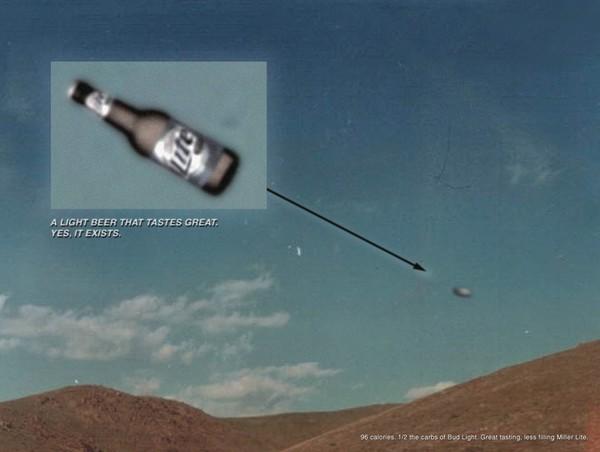 Lite
A LIGHT BEER THAT TASTES GREAT.
YES, IT EXISTS.
96 calories. 1/2 the carbs of Bud Light. Great tasting, less filling Miller Lite.